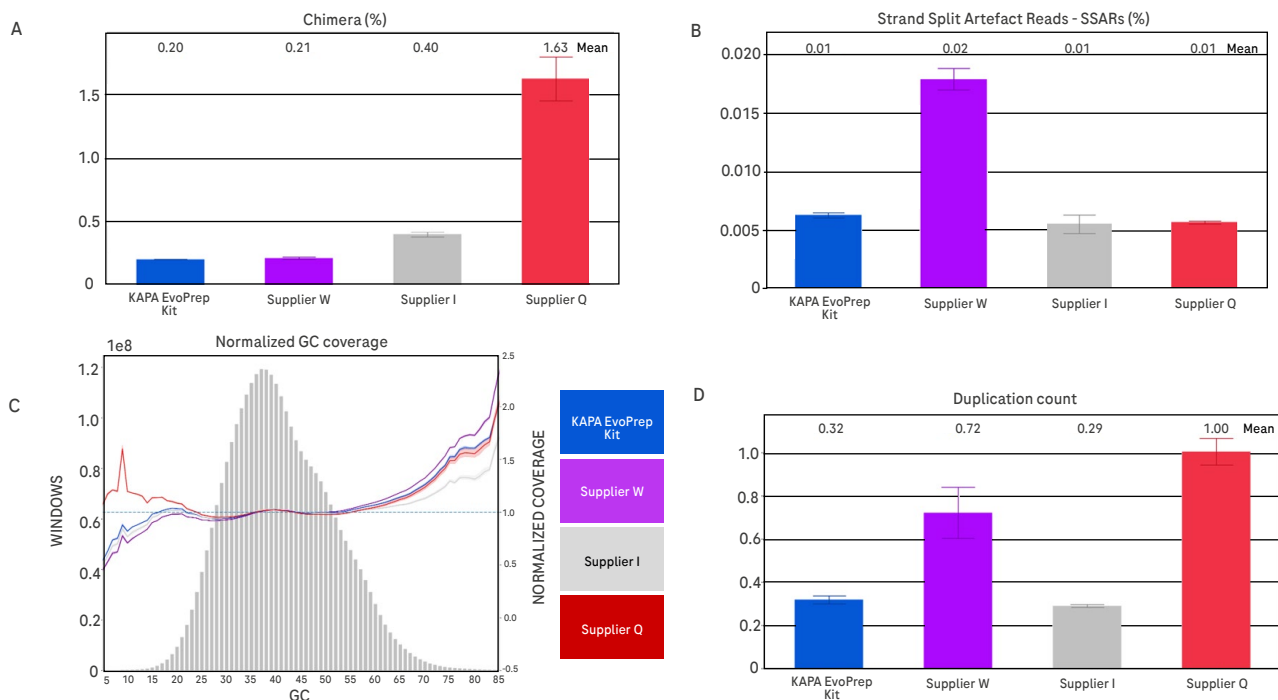 A
Chimera (%)
0.20 0.21 0.40 1.63 Mean
1.5
1.0
0.5
0
KAPA EvoPrep
Kit
Supplier W
Supplier I
Supplier Q
B
Strand Split Artefact Reads - SSARs (%)
0.01 0.02 0.01 0.01 Mean
0.020
0.015
0.010
0.005
0
KAPA EvoPrep
Kit
Supplier W
Supplier I
Supplier Q
C
1e8
Normalized GC coverage
WINDOWS
1.2
1.0
0.8
0.6
0.4
0.2
0
2.5
2.0
1.5
1.0
0.5
0.0
-0.5
NORMALIZED COVERAGE
5 10 15 20 25 30 35 40 45 50 55 60 65 70 75 80 85
GC
KAPA EvoPrep
Kit
Supplier W
Supplier I
Supplier Q
D
Duplication count
0.32 0.72 0.29 1.00 Mean
1.0
0.8
0.6
0.4
0.2
0
KAPA EvoPrep
Kit
Supplier W
Supplier I
Supplier Q